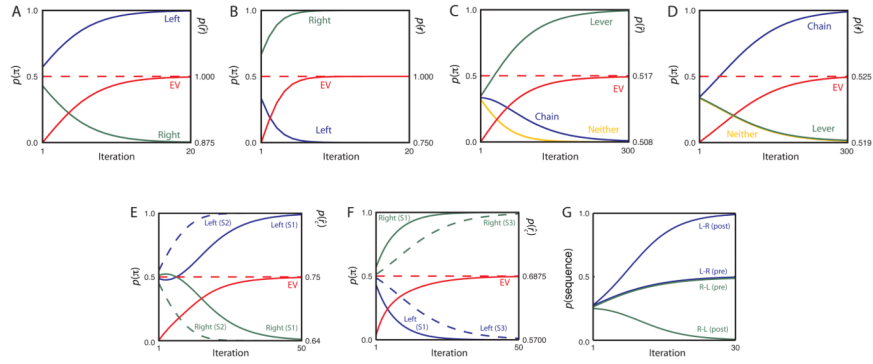 A
1.0
0.5
0.0
p(π)
Left
EV
Right
1.000
0.875
1
20
Iteration
B
1.0
0.5
0.0
p(π)
Right
EV
Left
1.000
0.750
1
20
Iteration
C
1.0
0.5
0.0
p(π)
Lever
EV
Chain
Neither
0.517
0.508
1
300
Iteration
D
1.0
0.5
0.0
p(π)
Chain
EV
Lever
Neither
0.525
0.519
1
300
Iteration
E
1.0
0.5
0.0
p(π)
Left (S2)
Left (S1)
EV
Right (S2)
Right (S1)
0.75
0.64
1
50
Iteration
F
1.0
0.5
0.0
p(π)
Right (S1)
Right (S3)
EV
Left
(S1)
Left (S3)
0.6875
0.5700
1
50
Iteration
G
1.0
0.5
0.0
p(sequence)
L-R (post)
L-R (pre)
R-L (pre)
R-L (post)
1
30
Iteration